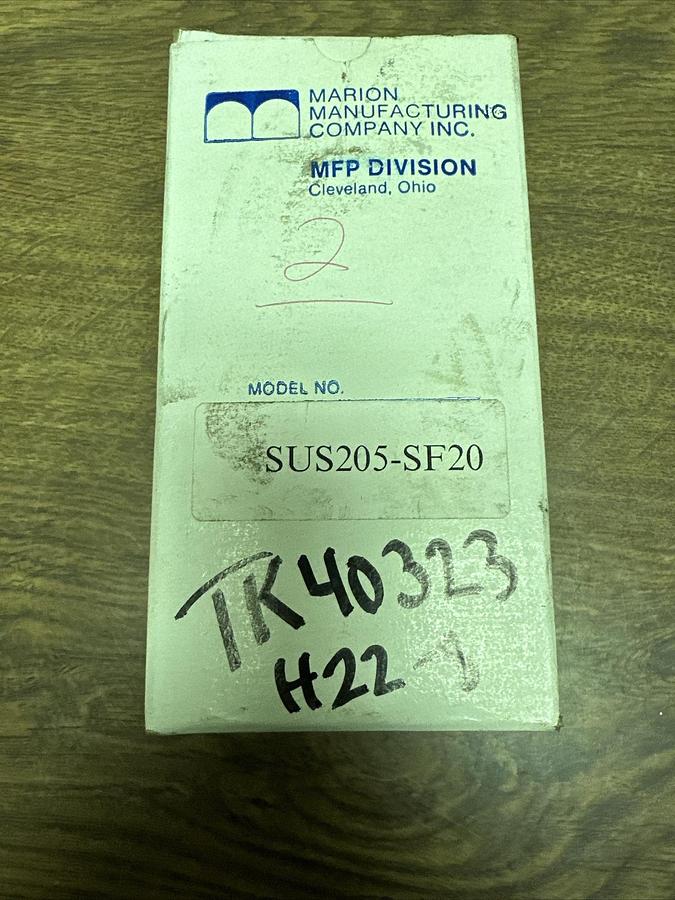 MARION
MANUFACTURING
COMPANY INC.
MFP DIVISION
Cleveland, Ohio
2
MODEL NO.
SUS205-SF20
TK40323
H22-